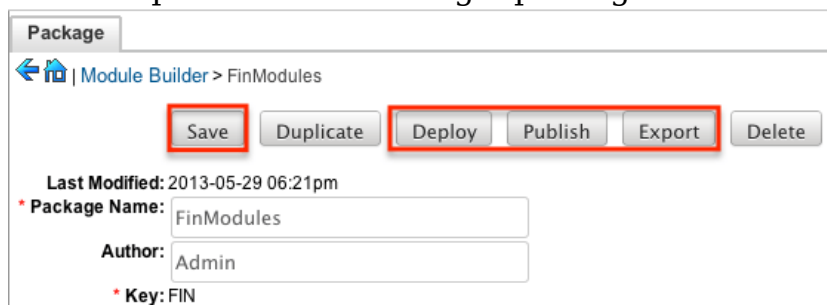 Package
| Module Builder > FinModules
Save Duplicate Deploy Publish Export Delete
Last Modified: 2013-05-29 06:21pm
* Package Name: FinModules
Author: Admin
* Key: FIN